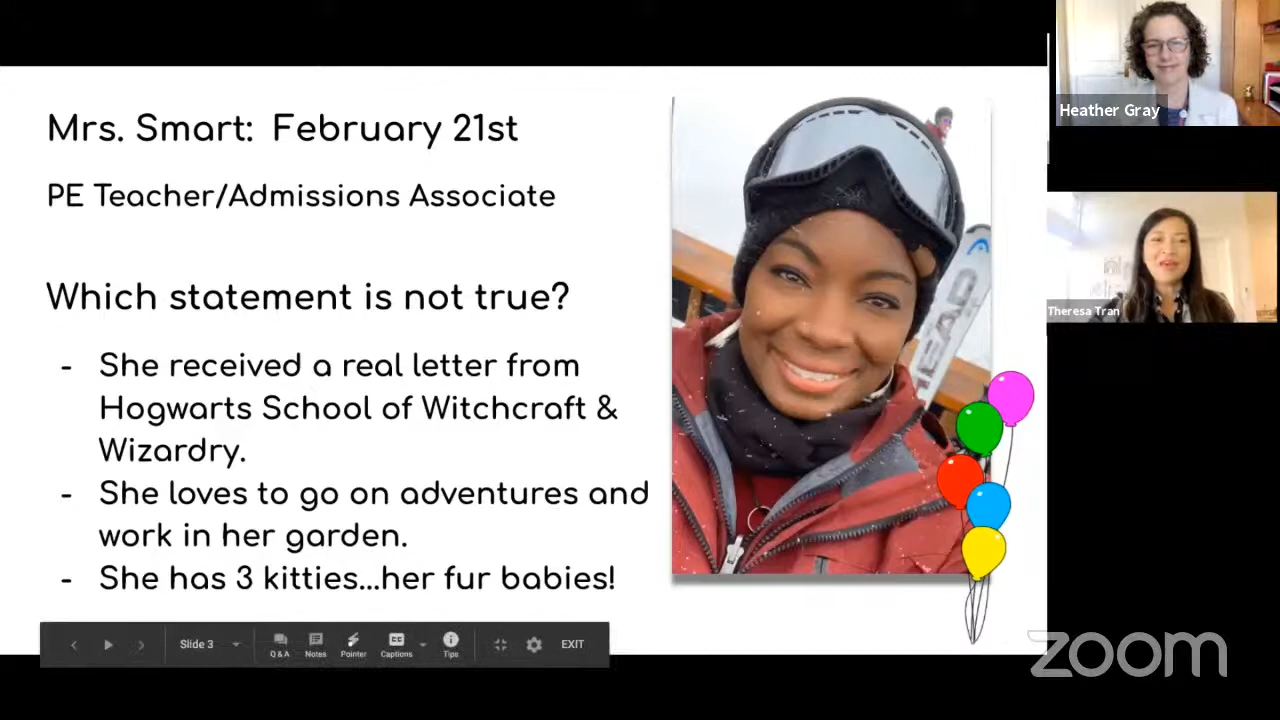 Mrs. Smart: February 21st
PE Teacher/Admissions Associate
Which statement is not true?
- She received a real letter from
Hogwarts School of Witchcraft &
Wizardry.
- She loves to go on adventures and
work in her garden.
- She has 3 kitties...her fur babies!
HEAD
Slide 3
Q & A
Notes
Pointer
Captions
Tips
EXIT
CC
Heather Gray
Theresa Tran
zoom